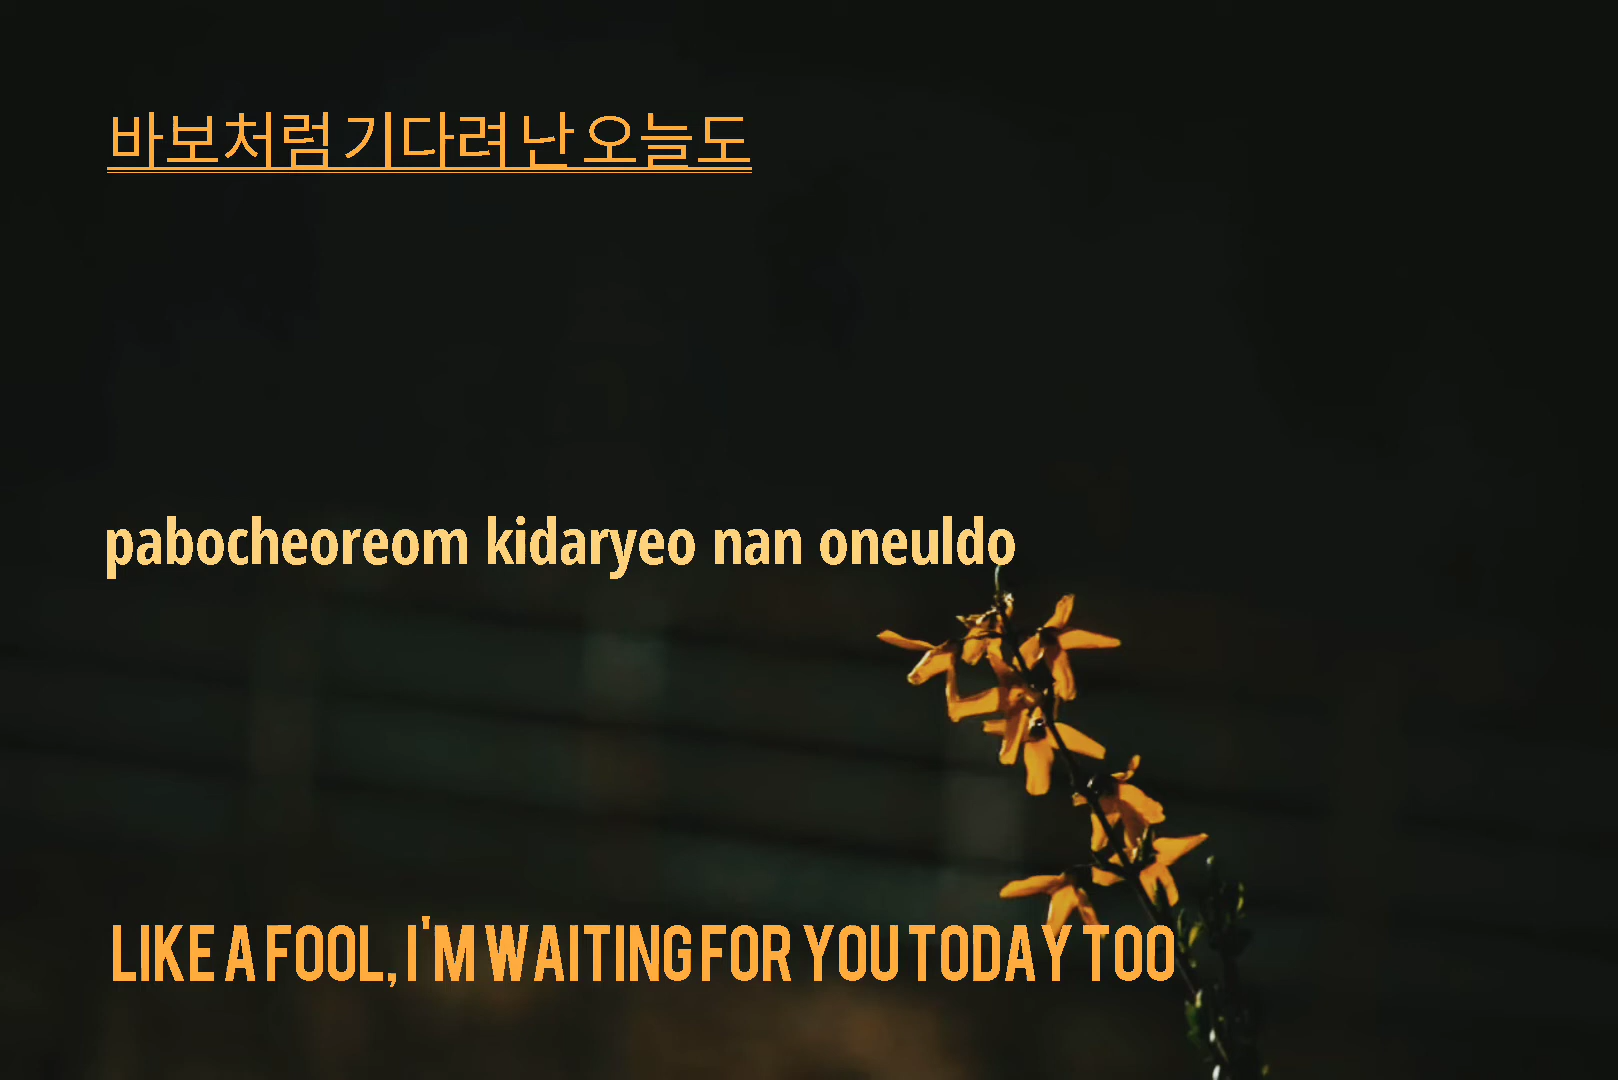 바보처럼 기다려 난 오늘도
pabocheoreom kidaryeo nan oneuldo
LIKE A FOOL, I'M WAITING FOR YOU TODAY TOO